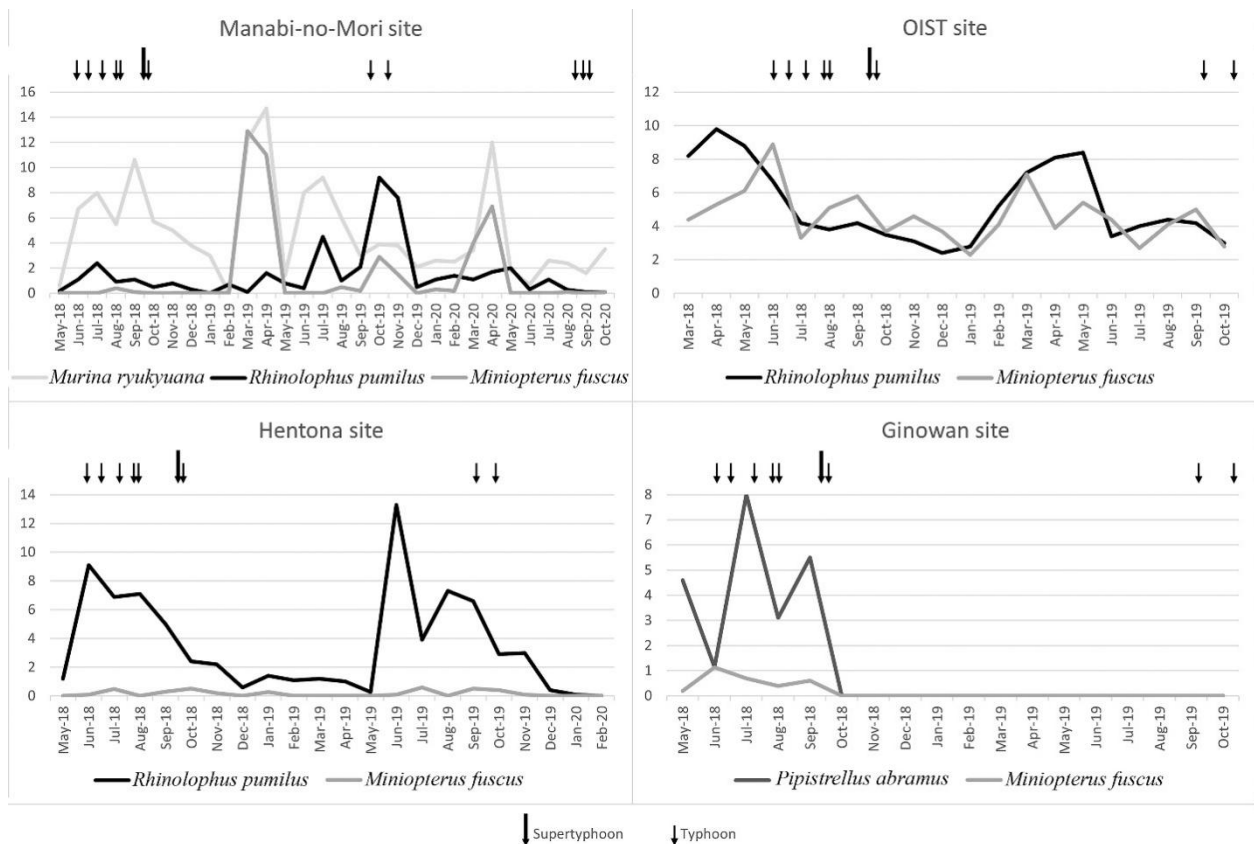 Manabi-no-Mori site
16
14
12
10
8
6
4
2
0
May-18
Jun-18
Jul-18
Aug-18
Sep-18
Oct-18
Nov-18
Dec-18
Jan-19
Feb-19
Mar-19
Apr-19
May-19
Jun-19
Jul-19
Aug-19
Sep-19
Oct-19
Nov-19
Dec-19
Jan-20
Feb-20
Mar-20
Apr-20
May-20
Jun-20
Jul-20
Aug-20
Sep-20
Oct-20
Murina ryukyuana Rhinolophus pumilus Miniopterus fuscus
OIST site
12
10
8
6
4
2
0
Mar-18
Apr-18
May-18
Jun-18
Jul-18
Aug-18
Sep-18
Oct-18
Nov-18
Dec-18
Jan-19
Feb-19
Mar-19
Apr-19
May-19
Jun-19
Jul-19
Aug-19
Sep-19
Oct-19
Rhinolophus pumilus Miniopterus fuscus
Hentona site
14
12
10
8
6
4
2
0
May-18
Jun-18
Jul-18
Aug-18
Sep-18
Oct-18
Nov-18
Dec-18
Jan-19
Feb-19
Mar-19
Apr-19
May-19
Jun-19
Jul-19
Aug-19
Sep-19
Oct-19
Nov-19
Dec-19
Jan-20
Feb-20
Rhinolophus pumilus Miniopterus fuscus
Ginowan site
8
7
6
5
4
3
2
1
0
May-18
Jun-18
Jul-18
Aug-18
Sep-18
Oct-18
Nov-18
Dec-18
Jan-19
Feb-19
Mar-19
Apr-19
May-19
Jun-19
Jul-19
Aug-19
Sep-19
Oct-19
Pipistrellus abramus Miniopterus fuscus
Supertyphoon Typhoon